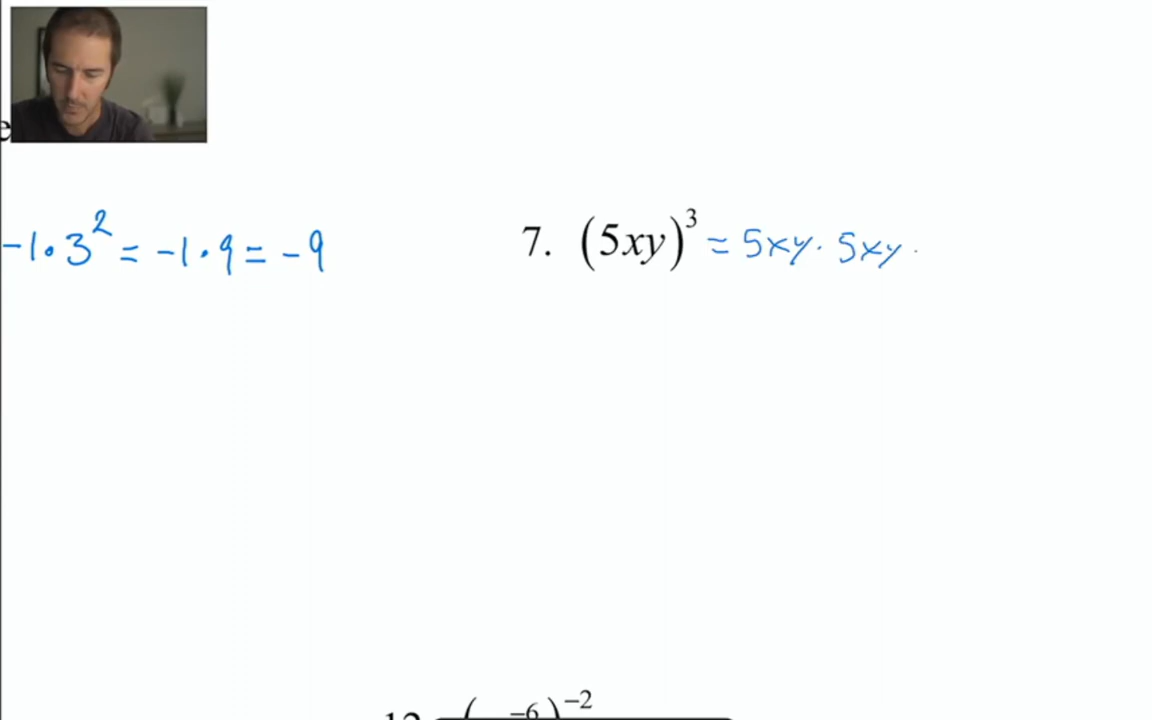 -1·3² = -1·9 = -9
7. (5xy)³ = 5xy · 5xy ·